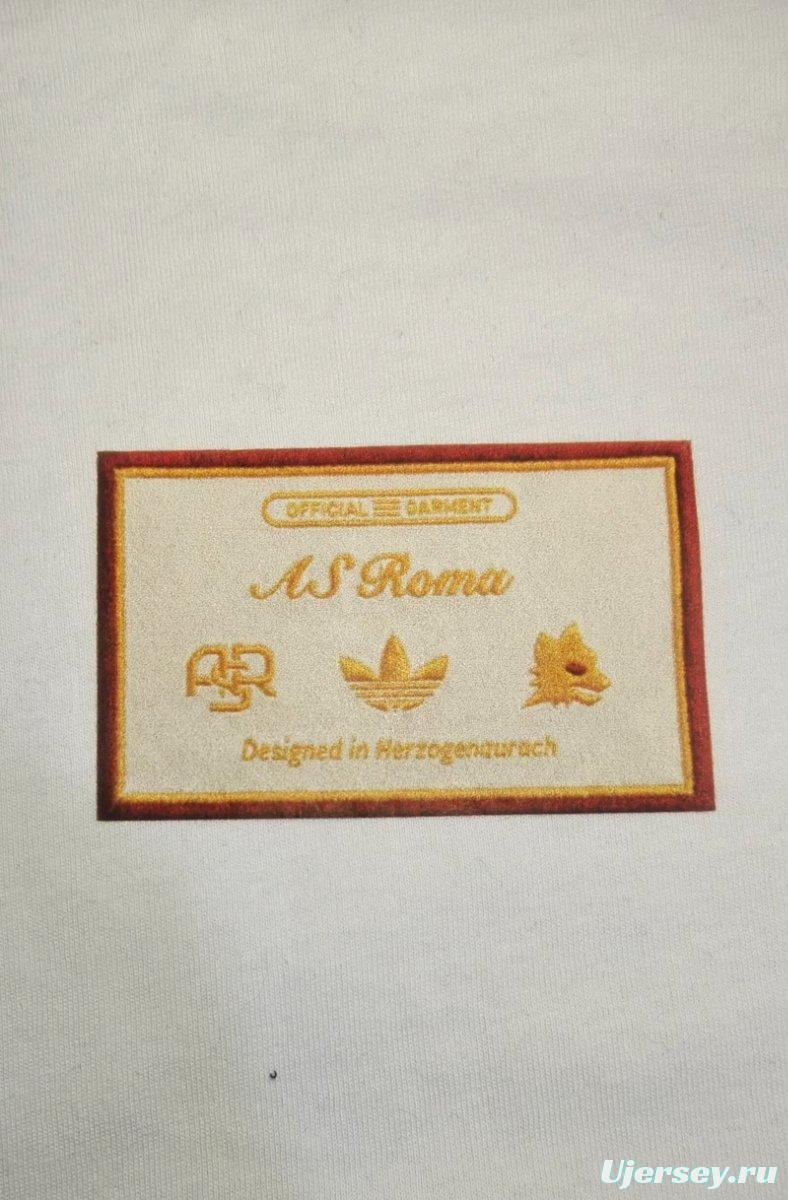 OFFICIAL GARMENT
AS Roma
ASR
Designed in Herzogenaurach
Ujersey.ru